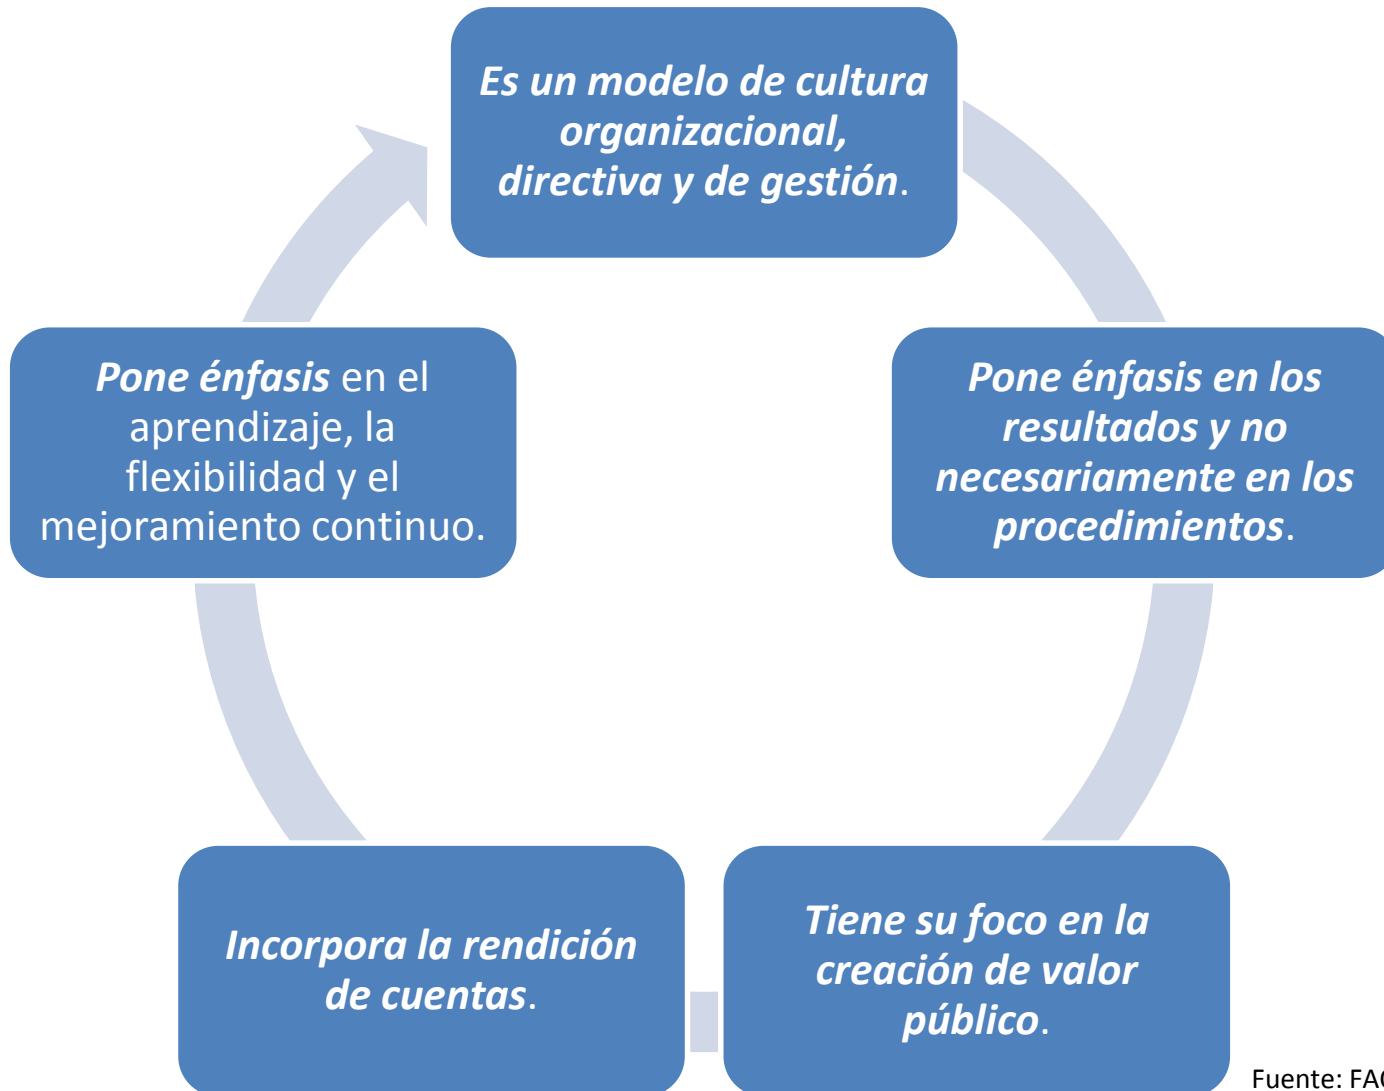 Es un modelo de cultura
organizacional,
directiva y de gestión.
Pone énfasis en los
resultados y no
necesariamente en los
procedimientos.
Tiene su foco en la
creación de valor
público.
Incorpora la rendición
de cuentas.
Pone énfasis en el
aprendizaje, la
flexibilidad y el
mejoramiento continuo.
Fuente: